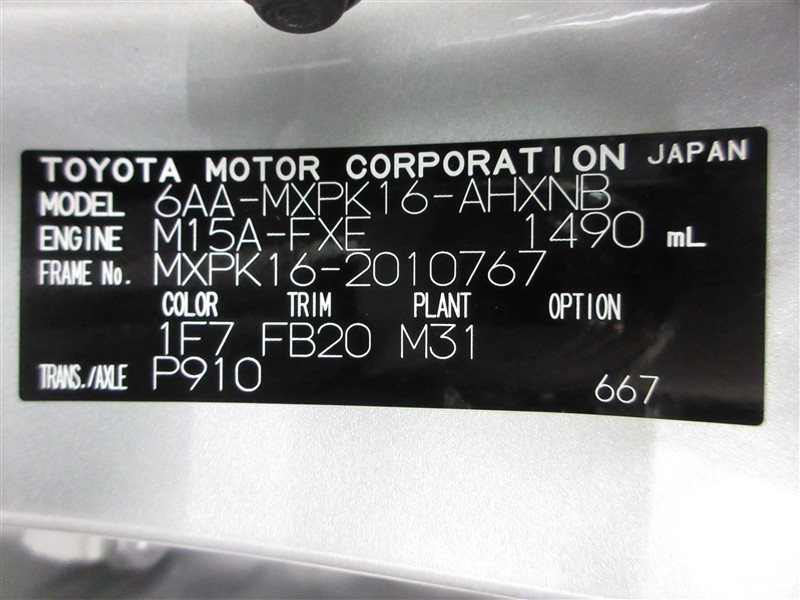 TOYOTA MOTOR CORPORATION JAPAN
MODEL 6AA-MXPK16-AHXNB
ENGINE M15A-FXE 1490 mL
FRAME No. MXPK16-2010767
COLOR TRIM PLANT OPTION
1F7 FB20 M31
TRANS./AXLE P910
667